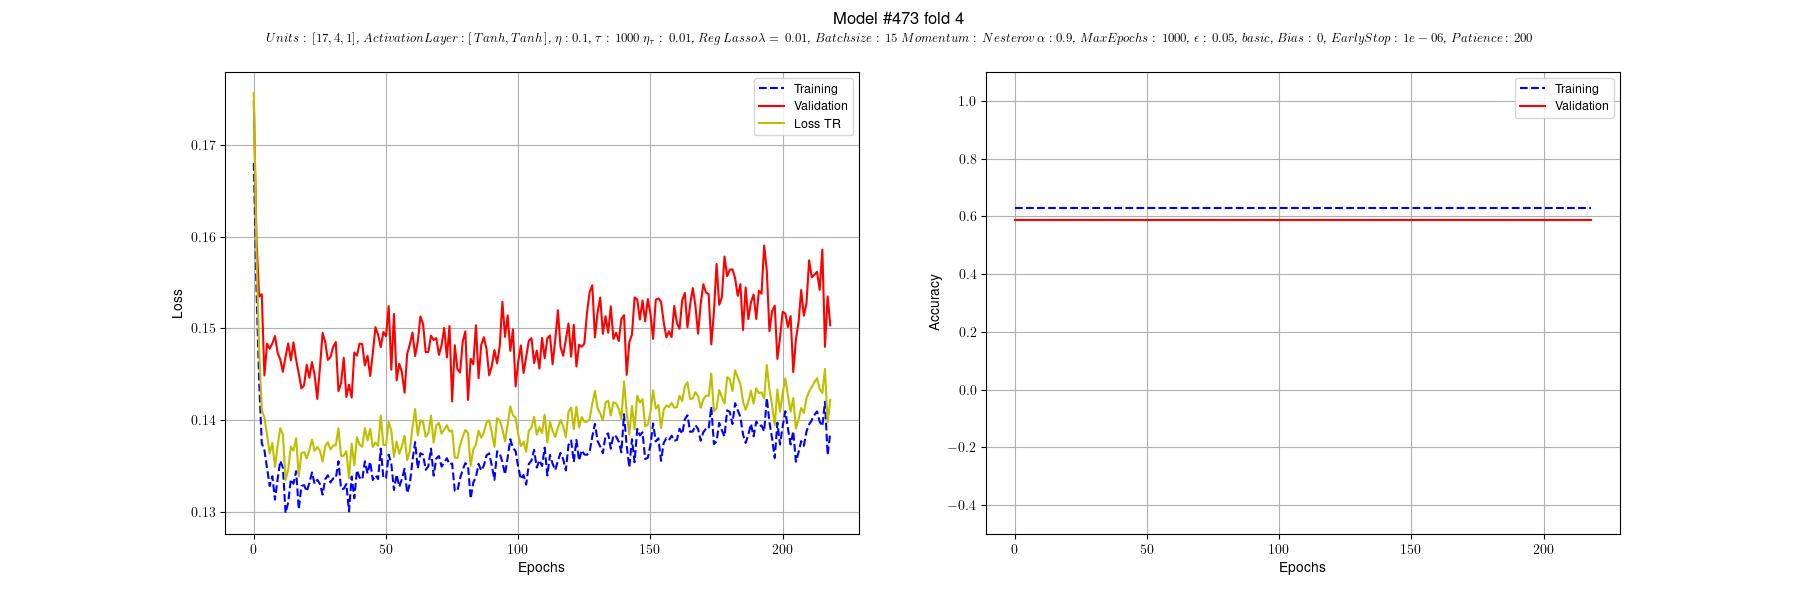 Model #473 fold 4
Units : [17, 4, 1], ActivationLayer : [Tanh, Tanh], η : 0.1, τ : 1000 ητ : 0.01, Reg Lassoλ = 0.01, Batchsize : 15 Momentum : Nesterov α : 0.9, MaxEpochs : 1000, ϵ : 0.05, basic, Bias : 0, EarlyStop : 1e − 06, Patience : 200
Training
Validation
Loss TR
0.17
0.16
0.15
0.14
0.13
Loss
0 50 100 150 200
Epochs
Training
Validation
1.0
0.8
0.6
0.4
0.2
0.0
−0.2
−0.4
Accuracy
0 50 100 150 200
Epochs